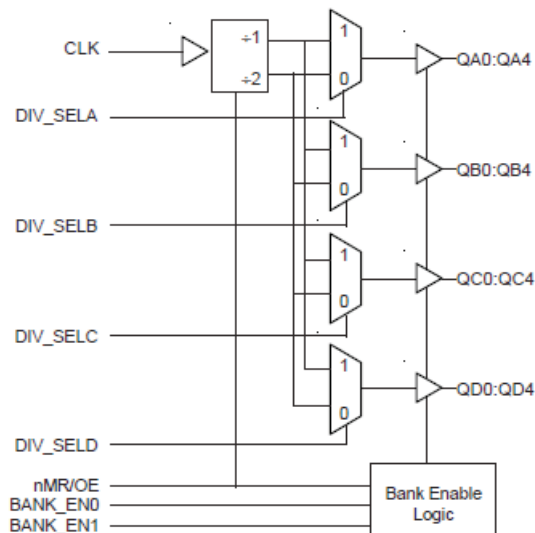 CLK
÷1
÷2
1
0
QA0:QA4
DIV_SELA
1
0
QB0:QB4
DIV_SELB
1
0
QC0:QC4
DIV_SELC
1
0
QD0:QD4
DIV_SELD
nMR/OE
BANK_EN0
BANK_EN1
Bank Enable
Logic